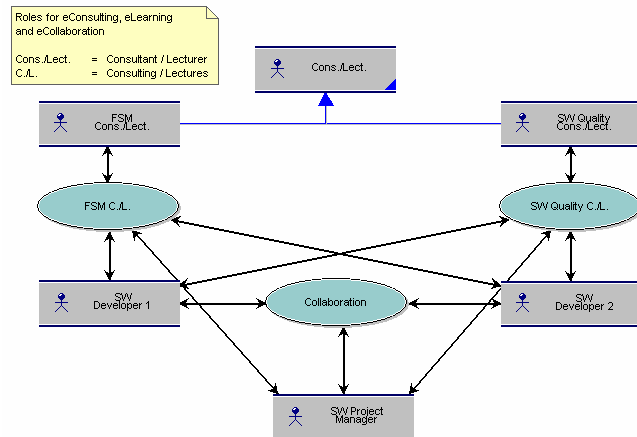 Roles for eConsulting, eLearning
and eCollaboration
Cons./Lect. = Consultant / Lecturer
C./L. = Consulting / Lectures
Cons./Lect.
FSM
Cons./Lect.
SW Quality
Cons./Lect.
FSM C./L.
SW Quality C./L.
SW
Developer 1
Collaboration
SW
Developer 2
SW Project
Manager